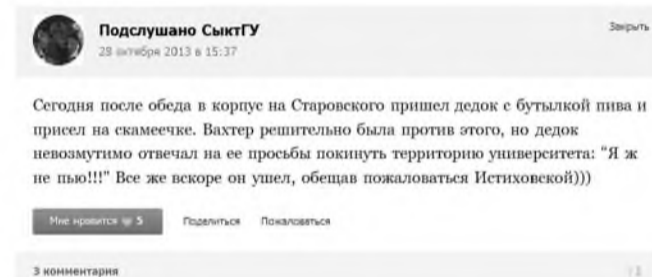 Подслушано СыктГУ
Закрыть
28 октября 2013 в 15:37
Сегодня после обеда в корпус на Старовского пришел дедок с бутылкой пива и
присел на скамеечке. Вахтер решительно была против этого, но дедок
невозмутимо отвечал на ее просьбы покинуть территорию университета: "Я ж
не пью!!!" Все же вскоре он ушел, обещав пожаловаться Истиховской)))
Мне нравится 5 Поделиться Пожаловаться
3 комментария